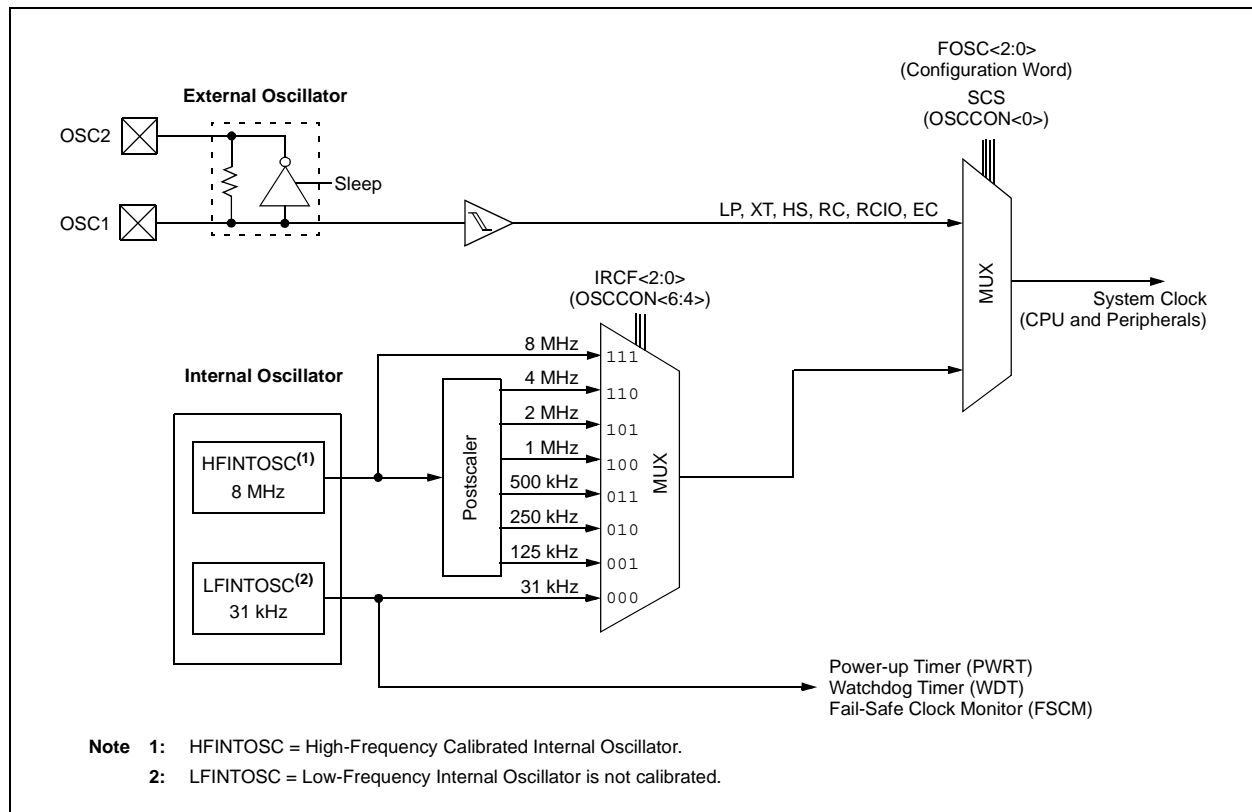 FOSC<2:0>
(Configuration Word)
SCS
(OSCCON<0>)
External Oscillator
OSC2
Sleep
OSC1
LP, XT, HS, RC, RCIO, EC
MUX
System Clock
(CPU and Peripherals)
IRCF<2:0>
(OSCCON<6:4>)
Internal Oscillator
HFINTOSC(1)
8 MHz
LFINTOSC(2)
31 kHz
Postscaler
8 MHz
4 MHz
2 MHz
1 MHz
500 kHz
250 kHz
125 kHz
31 kHz
111
110
101
100
011
010
001
000
MUX
Power-up Timer (PWRT)
Watchdog Timer (WDT)
Fail-Safe Clock Monitor (FSCM)
Note 1: HFINTOSC = High-Frequency Calibrated Internal Oscillator.
2: LFINTOSC = Low-Frequency Internal Oscillator is not calibrated.